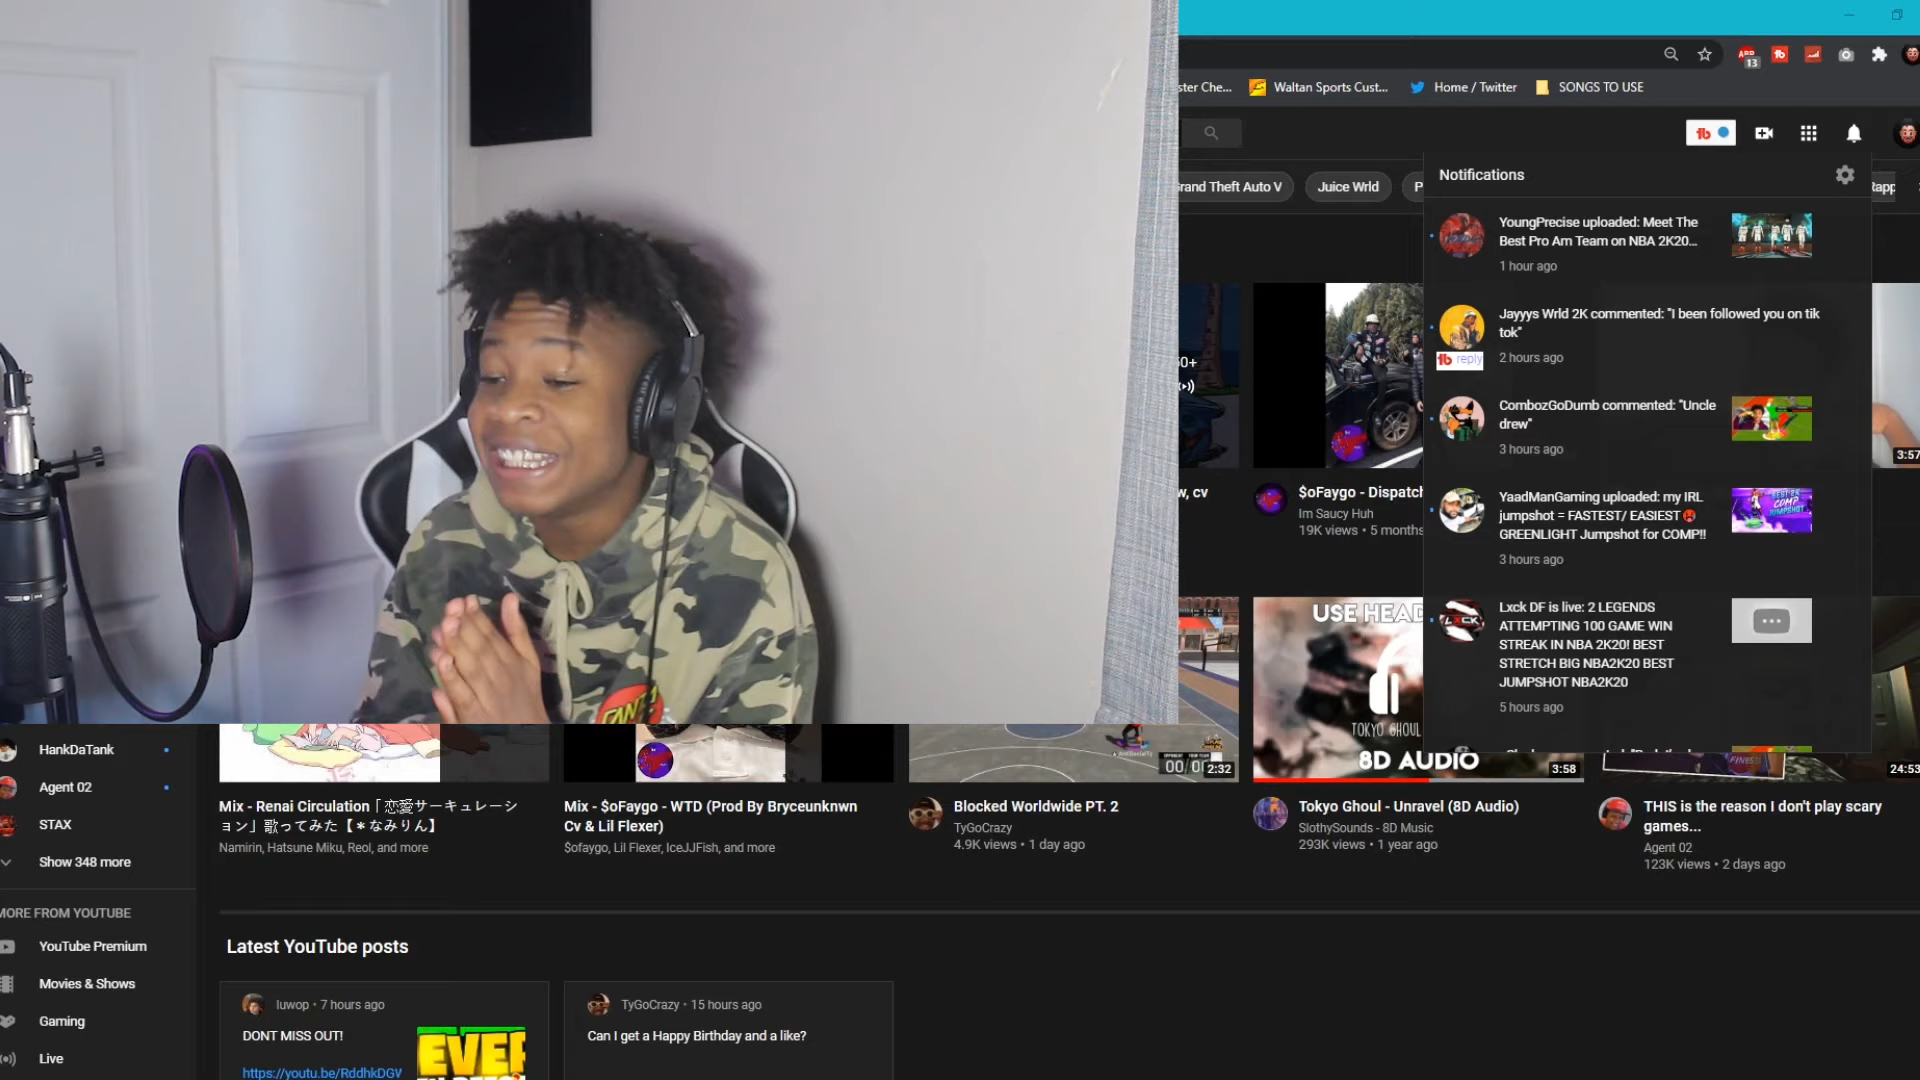 13
ster Che...
Waltan Sports Cust...
Home / Twitter
SONGS TO USE
Grand Theft Auto V
Juice Wrld
P
Rapp
Notifications
YoungPrecise uploaded: Meet The
Best Pro Am Team on NBA 2K20...
1 hour ago
Jayyys Wrld 2K commented: "I been followed you on tik
tok"
2 hours ago
reply
CombozGoDumb commented: "Uncle
drew"
3 hours ago
YaadManGaming uploaded: my IRL
jumpshot = FASTEST/ EASIEST
GREENLIGHT Jumpshot for COMP!!
3 hours ago
Lxck DF is live: 2 LEGENDS
ATTEMPTING 100 GAME WIN
STREAK IN NBA 2K20! BEST
STRETCH BIG NBA2K20 BEST
JUMPSHOT NBA2K20
5 hours ago
LXCK
50+
3:57
w, cv
$oFaygo - Dispatch
Im Saucy Huh
19K views • 5 months
USE HEAD
TOKYO GHOUL
8D AUDIO
3:58
2:32
24:53
HankDaTank
Agent 02
STAX
Show 348 more
Mix - Renai Circulation「恋愛サーキュレーシ
ョン」歌ってみた【＊なみりん】
Namirin, Hatsune Miku, Reol, and more
Mix - $oFaygo - WTD (Prod By Bryceunknwn
Cv & Lil Flexer)
$ofaygo, Lil Flexer, IceJJFish, and more
Blocked Worldwide PT. 2
TyGoCrazy
4.9K views • 1 day ago
Tokyo Ghoul - Unravel (8D Audio)
SlothySounds - 8D Music
293K views • 1 year ago
THIS is the reason I don't play scary
games...
Agent 02
123K views • 2 days ago
MORE FROM YOUTUBE
YouTube Premium
Movies & Shows
Gaming
Live
Latest YouTube posts
luwop • 7 hours ago
DONT MISS OUT!
https://youtu.be/RddhkDGV
EVER
TyGoCrazy • 15 hours ago
Can I get a Happy Birthday and a like?